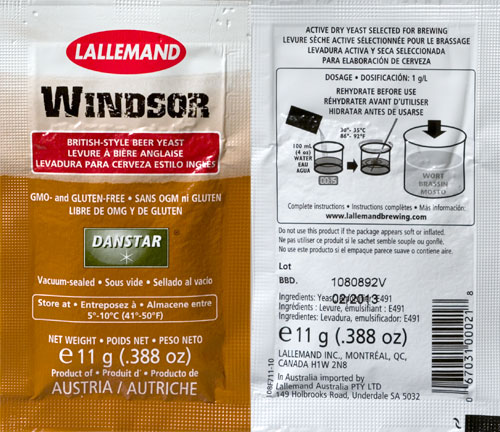 LALLEMAND
WINDSOR
BRITISH-STYLE BEER YEAST
LEVURE À BIÈRE ANGLAISE
LEVADURA PARA CERVEZA ESTILO INGLÉS
GMO- and GLUTEN-FREE • SANS OGM ni GLUTEN
LIBRE DE OMG Y DE GLUTEN
DANSTAR
Vacuum-sealed • Sous vide • Sellado al vacio
Store at • Entreposez à • Almacene entre
5°-10°C (41°-50°F)
NET WEIGHT • POIDS NET • PESO NETO
e 11 g (.388 oz)
Product of • Produit d' • Producto de
AUSTRIA / AUTRICHE
ACTIVE DRY YEAST SELECTED FOR BREWING
LEVURE SÈCHE ACTIVE SÉLECTIONNÉE POUR LE BRASSAGE
LEVADURA ACTIVA Y SECA SELECCIONADA
PARA ELABORACIÓN DE CERVEZA
DOSAGE • DOSIFICACIÓN: 1 g/L
REHYDRATE BEFORE USE
RÉHYDRATER AVANT D'UTILISER
HIDRATAR ANTES DE USARSE
30°- 35°C
86°- 92°F
100 mL
(4 oz)
WATER
EAU
AGUA
00:15
WORT
BRASSIN
MOSTO
Complete instructions • Instructions complètes • Más información:
www.lallemandbrewing.com
Do not use this product if the package appears soft or inflated.
Ne pas utiliser ce produit si le sachet semble souple ou gonflé.
No use este producto si el empaque parece suave o contiene aire.
Lot
BBD.
1080892V
02/2013
Ingredients: Yeast, E491
Ingrédients : Levure, émulsifiant : E491
Ingredientes: Levadura, emulsificador: E491
e 11 g (.388 oz)
LALLEMAND INC., MONTRÉAL, QC,
CANADA H1W 2N8
In Australia imported by
Lallemand Australia PTY LTD
149 Holbrooks Road, Underdale SA 5032
0 67031 00021 8